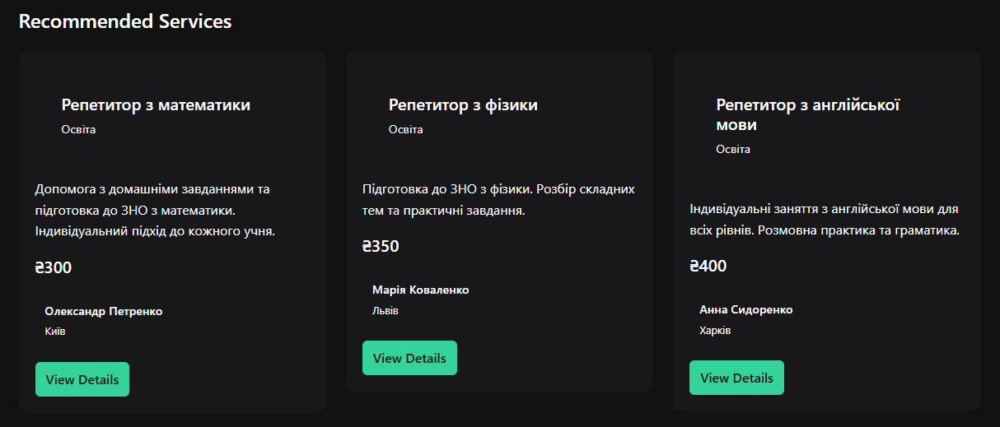 Recommended Services
Репетитор з математики
Освіта
Допомога з домашніми завданнями та
підготовка до ЗНО з математики.
Індивідуальний підхід до кожного учня.
₴300
Олександр Петренко
Київ
View Details
Репетитор з фізики
Освіта
Підготовка до ЗНО з фізики. Розбір складних
тем та практичні завдання.
₴350
Марія Коваленко
Львів
View Details
Репетитор з англійської
мови
Освіта
Індивідуальні заняття з англійської мови для
всіх рівнів. Розмовна практика та граматика.
₴400
Анна Сидоренко
Харків
View Details